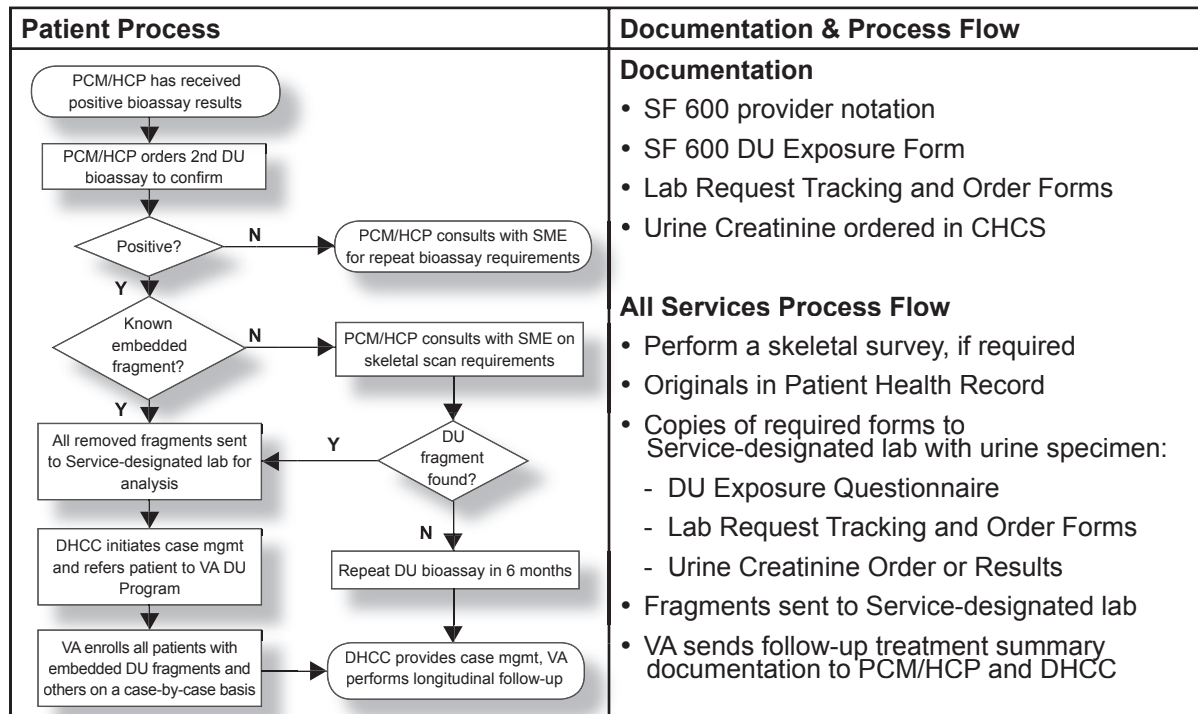 Patient Process
PCM/HCP has received
positive bioassay results
PCM/HCP orders 2nd DU
bioassay to confirm
Positive?
N
PCM/HCP consults with SME
for repeat bioassay requirements
Y
Known
embedded
fragment?
N
PCM/HCP consults with SME on
skeletal scan requirements
Y
All removed fragments sent
to Service-designated lab for
analysis
Y
DU
fragment
found?
N
DHCC initiates case mgmt
and refers patient to VA DU
Program
Repeat DU bioassay in 6 months
VA enrolls all patients with
embedded DU fragments and
others on a case-by-case basis
DHCC provides case mgmt, VA
performs longitudinal follow-up
Documentation & Process Flow
Documentation
• SF 600 provider notation
• SF 600 DU Exposure Form
• Lab Request Tracking and Order Forms
• Urine Creatinine ordered in CHCS
All Services Process Flow
• Perform a skeletal survey, if required
• Originals in Patient Health Record
• Copies of required forms to
Service-designated lab with urine specimen:
- DU Exposure Questionnaire
- Lab Request Tracking and Order Forms
- Urine Creatinine Order or Results
• Fragments sent to Service-designated lab
• VA sends follow-up treatment summary
documentation to PCM/HCP and DHCC